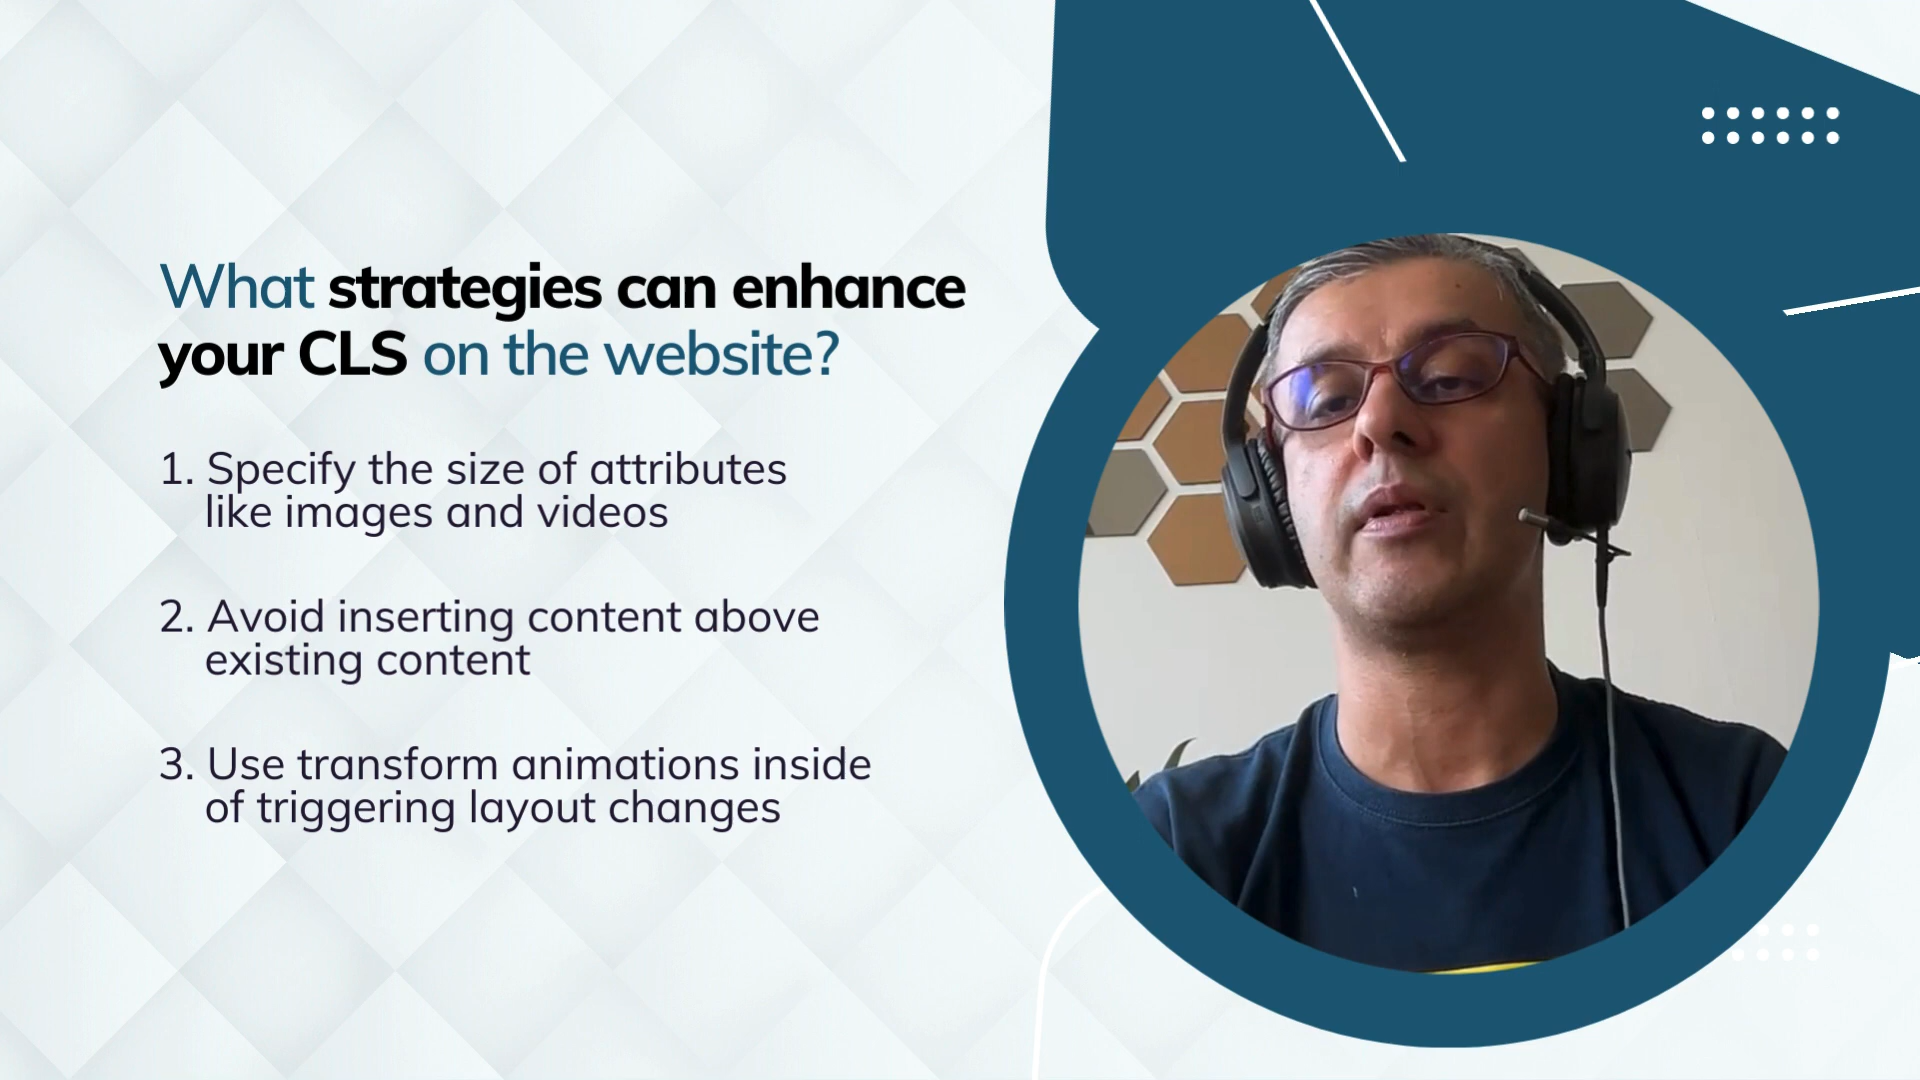 What strategies can enhance
your CLS on the website?
1. Specify the size of attributes
like images and videos
2. Avoid inserting content above
existing content
3. Use transform animations inside
of triggering layout changes